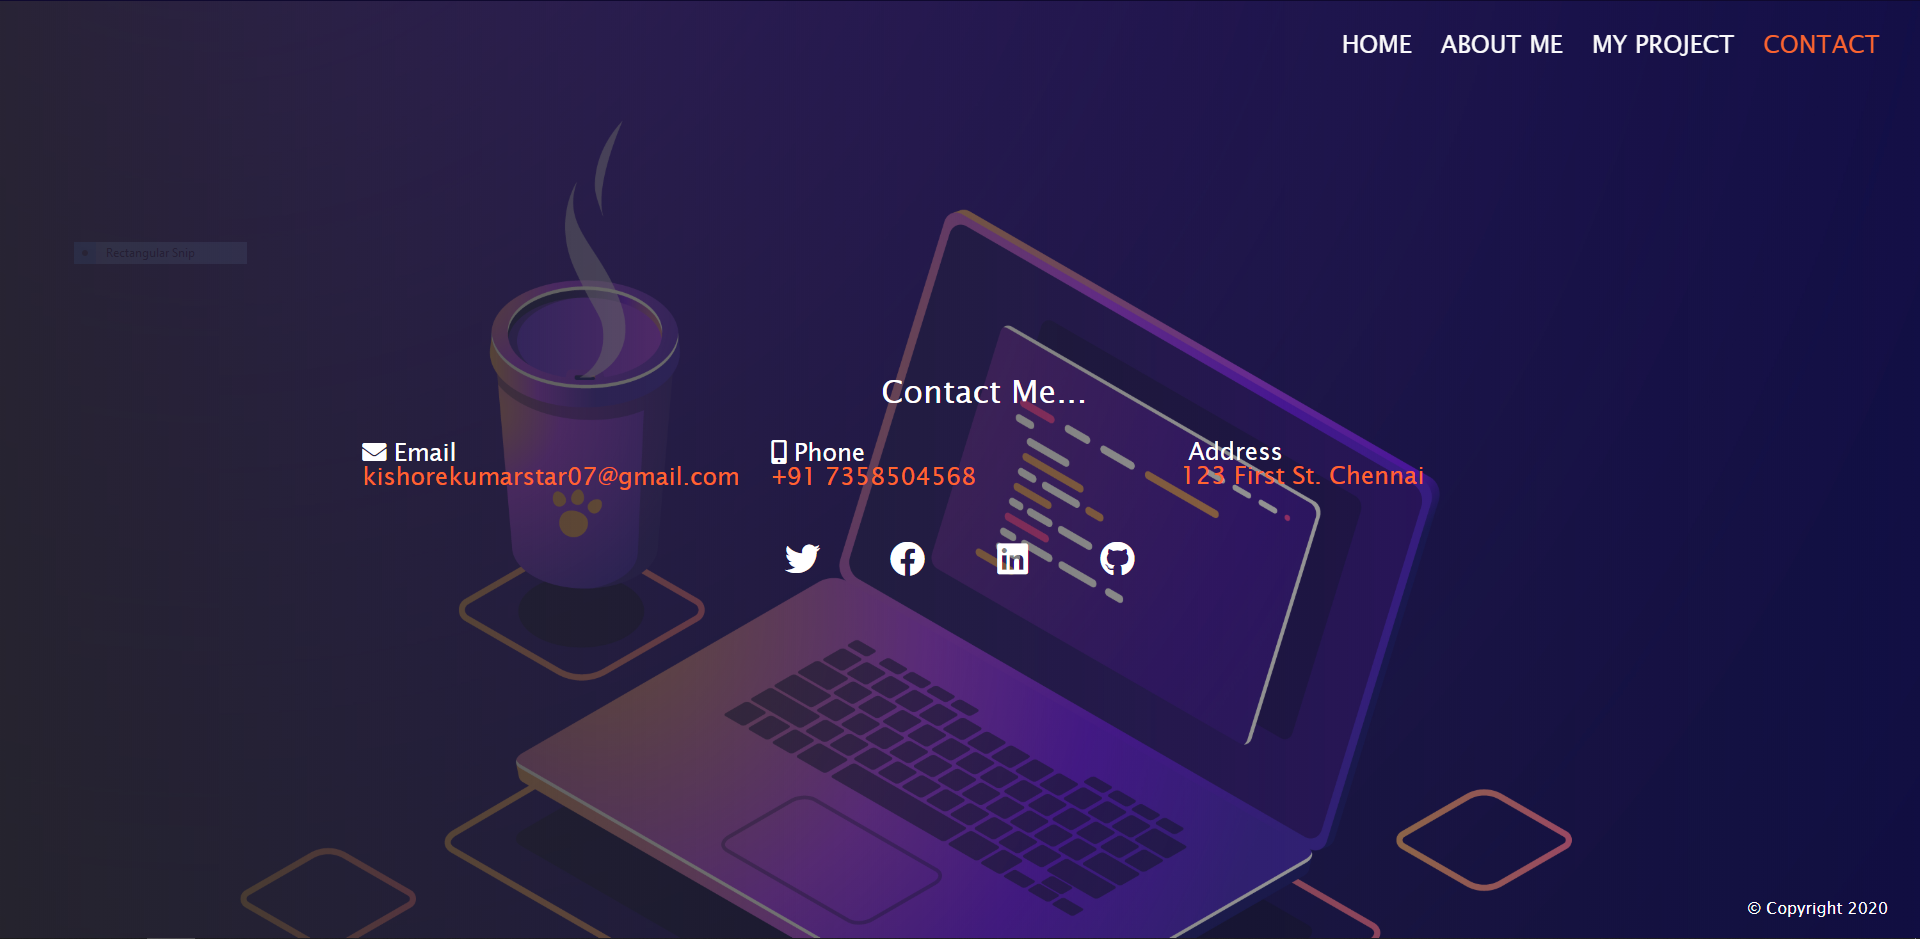 HOME ABOUT ME MY PROJECT CONTACT
Rectangular Snip
Contact Me...
Email Phone Address
kishorekumarstar07@gmail.com +91 7358504568 123 First St. Chennai
© Copyright 2020